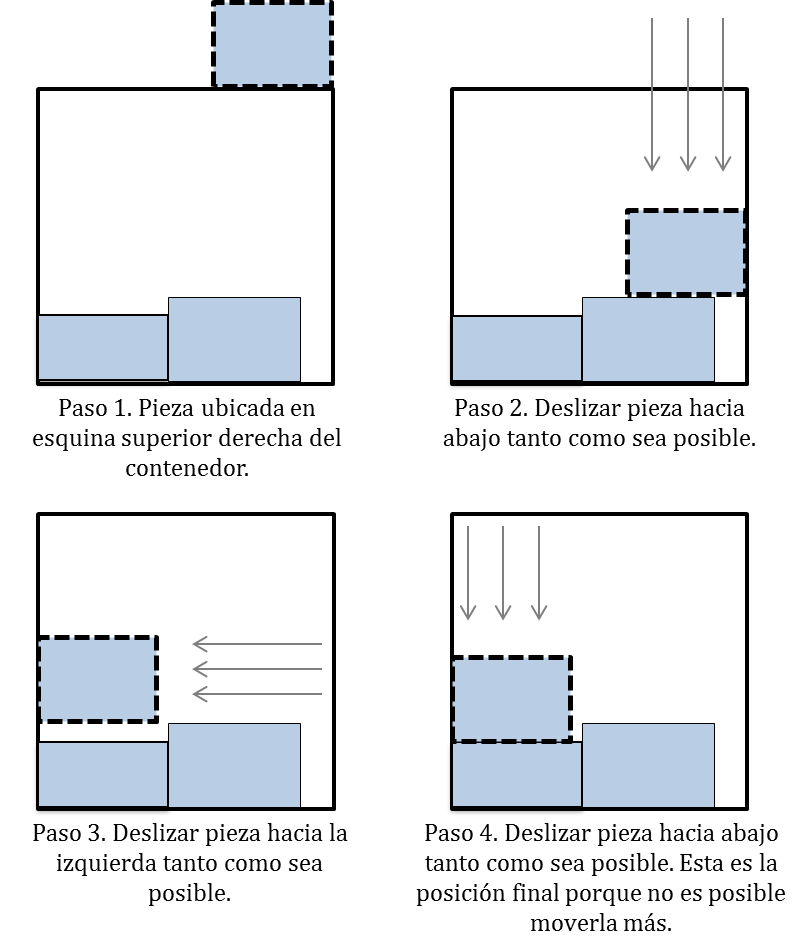 Paso 1. Pieza ubicada en
esquina superior derecha del
contenedor.
Paso 2. Deslizar pieza hacia
abajo tanto como sea posible.
Paso 3. Deslizar pieza hacia la
izquierda tanto como sea
posible.
Paso 4. Deslizar pieza hacia abajo
tanto como sea posible. Esta es la
posición final porque no es posible
moverla más.